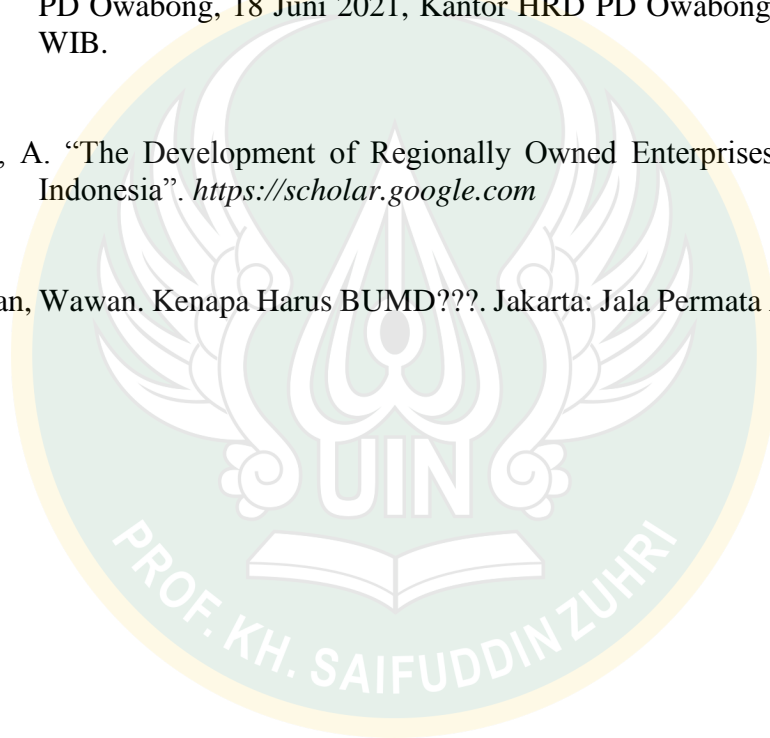 PD Owabong, 18 Juni 2021, Kantor HRD PD Owabong
WIB.
, A. “The Development of Regionally Owned Enterprises
Indonesia”. https://scholar.google.com
an, Wawan. Kenapa Harus BUMD???. Jakarta: Jala Permata
UIN
PROF. KH. SAIFUDDIN ZUHRI